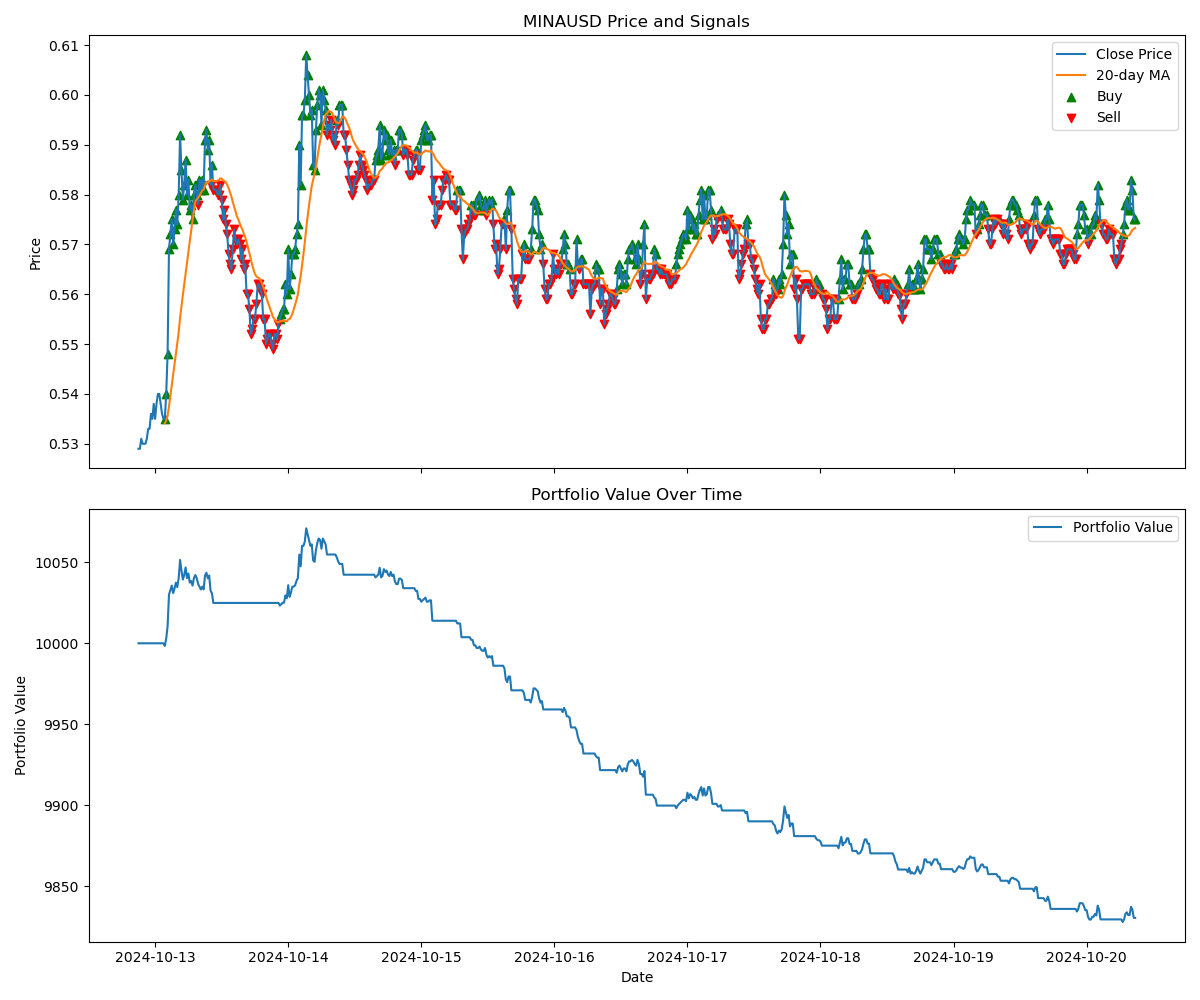 MINAUSD Price and Signals
Price
0.61
0.60
0.59
0.58
0.57
0.56
0.55
0.54
0.53
Close Price
20-day MA
Buy
Sell
Portfolio Value Over Time
Portfolio Value
10050
10000
9950
9900
9850
Portfolio Value
2024-10-13 2024-10-14 2024-10-15 2024-10-16 2024-10-17 2024-10-18 2024-10-19 2024-10-20
Date